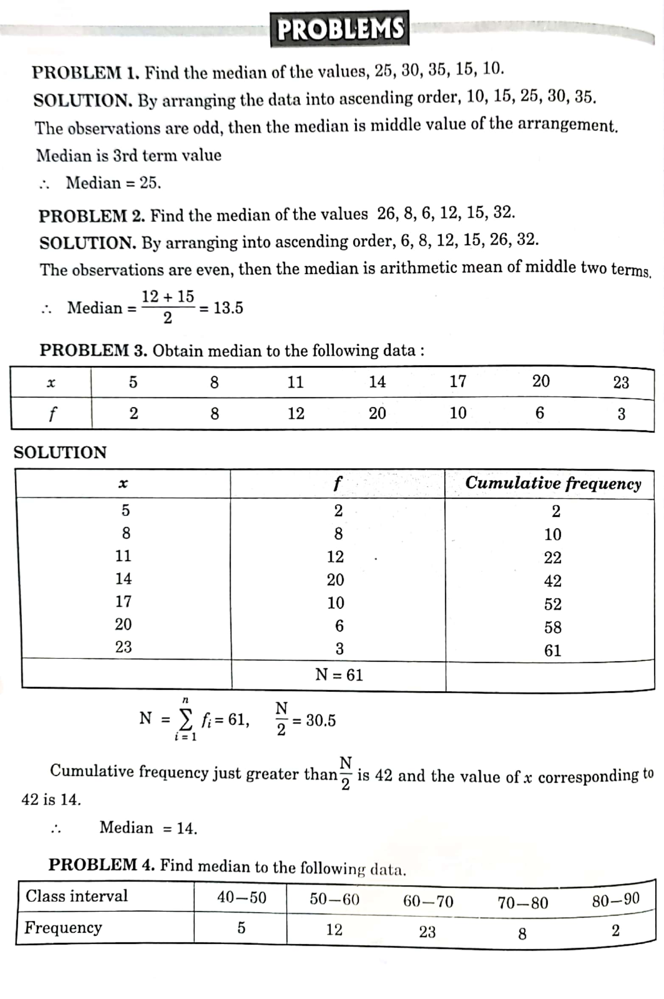 PROBLEMS
PROBLEM 1. Find the median of the values, 25, 30, 35, 15, 10.
SOLUTION. By arranging the data into ascending order, 10, 15, 25, 30, 35.
The observations are odd, then the median is middle value of the arrangement.
Median is 3rd term value
∴ Median = 25.
PROBLEM 2. Find the median of the values 26, 8, 6, 12, 15, 32.
SOLUTION. By arranging into ascending order, 6, 8, 12, 15, 26, 32.
The observations are even, then the median is arithmetic mean of middle two terms.
∴ Median = (12 + 15)/2 = 13.5
PROBLEM 3. Obtain median to the following data :
x 5 8 11 14 17 20 23
f 2 8 12 20 10 6 3
SOLUTION
x f Cumulative frequency
5 2 2
8 8 10
11 12 22
14 20 42
17 10 52
20 6 58
23 3 61
N = 61
N = n∑i = 1 fi = 61, N/2 = 30.5
Cumulative frequency just greater than N/2 is 42 and the value of x corresponding to
42 is 14.
∴ Median = 14.
PROBLEM 4. Find median to the following data.
Class interval 40–50 50–60 60–70 70–80 80–90
Frequency 5 12 23 8 2